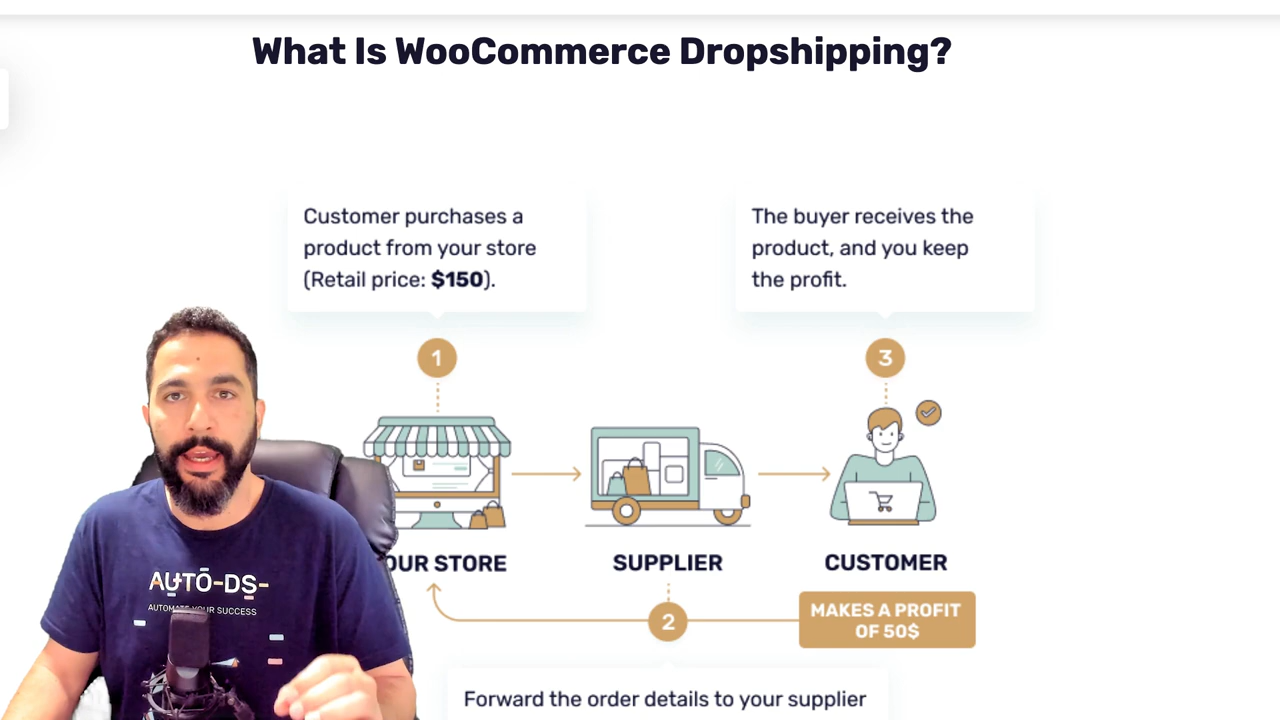 What Is WooCommerce Dropshipping?
Customer purchases a
product from your store
(Retail price: $150).
The buyer receives the
product, and you keep
the profit.
1
3
OUR STORE
SUPPLIER
CUSTOMER
2
MAKES A PROFIT
OF 50$
Forward the order details to your supplier
AUTO-DS-
AUTOMATE YOUR SUCCESS